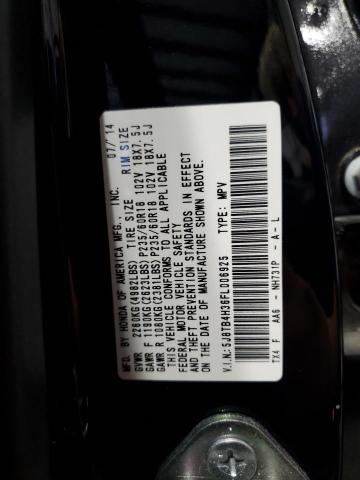 MFD. BY HONDA OF AMERICA MFG., INC. 07/14
TIRE SIZE RIM SIZE
GVWR 2260KG(4982LBS)
GAWR F 1190KG(2623LBS) P235/60R18 102V 18X7.5J
GAWR R 1080KG(2381LBS) P235/60R18 102V 18X7.5J
THIS VEHICLE CONFORMS TO ALL APPLICABLE
FEDERAL MOTOR VEHICLE SAFETY
AND THEFT PREVENTION STANDARDS IN EFFECT
ON THE DATE OF MANUFACTURE SHOWN ABOVE.
V.I.N: 5J8TB4H36FL006925 TYPE: MPV
TX4 F AA6 NH731P - A - L